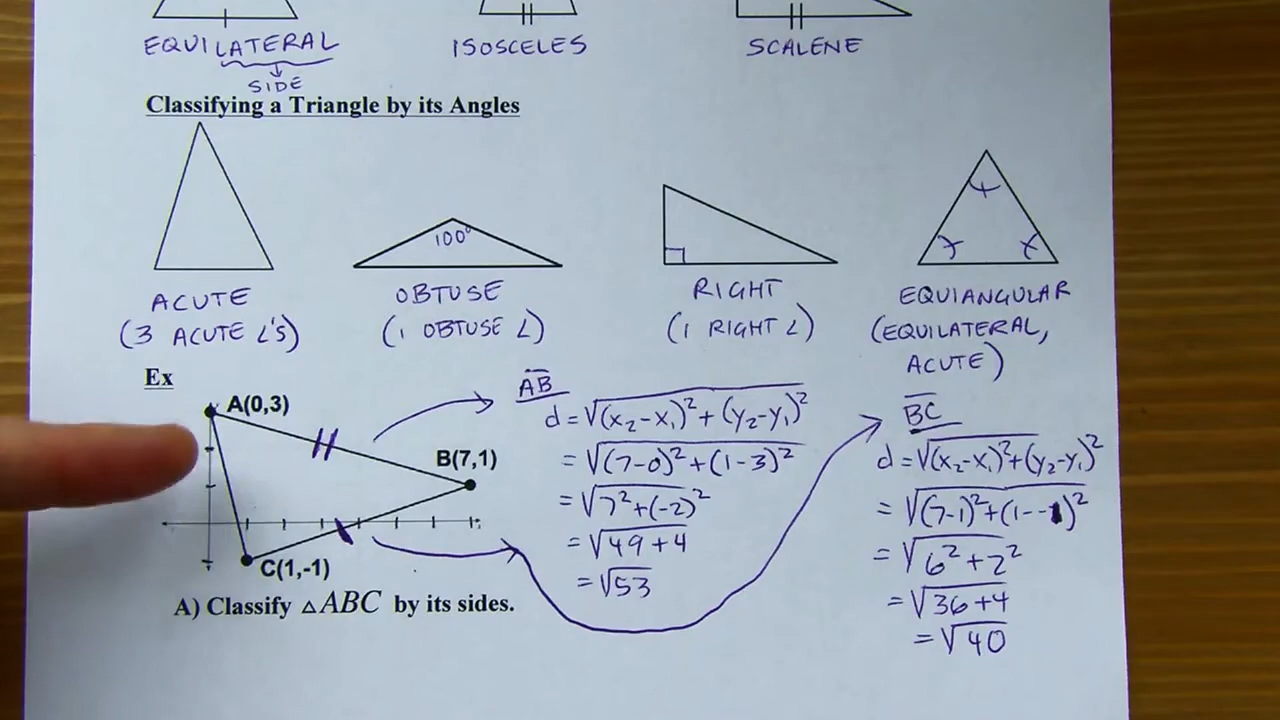 EQUILATERAL
SIDE
ISOSCELES
SCALENE
Classifying a Triangle by its Angles
100°
ACUTE
(3 ACUTE ∠'S)
OBTUSE
(1 OBTUSE ∠)
RIGHT
(1 RIGHT ∠)
EQUIANGULAR
(EQUILATERAL,
ACUTE)
Ex
A(0,3)
B(7,1)
C(1,-1)
A) Classify △ABC by its sides.
AB
d = √(x₂-x₁)² + (y₂-y₁)²
= √(7-0)² + (1-3)²
= √7² + (-2)²
= √49+4
= √53
BC
d = √(x₂-x₁)² + (y₂-y₁)²
= √(7-1)² + (1--1)²
= √6² + 2²
= √36+4
= √40